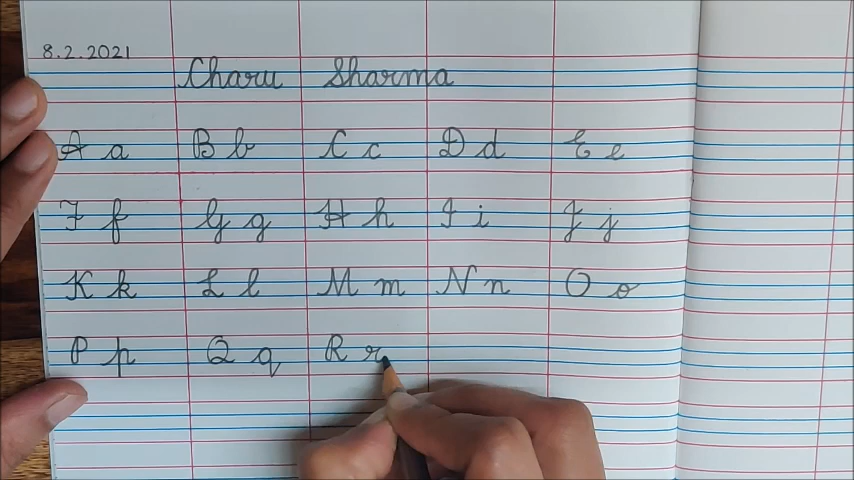 8.2.2021
Charu Sharma
A a B b C c D d E e
F f G g H h I i J j
K k L l M m N n O o
P p Q q R r